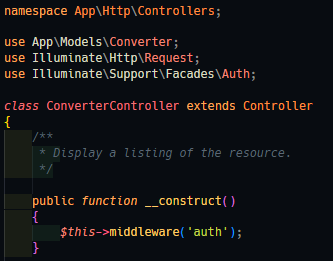 namespace App\Http\Controllers;
use App\Models\Converter;
use Illuminate\Http\Request;
use Illuminate\Support\Facades\Auth;
class ConverterController extends Controller
{
/**
* Display a listing of the resource.
*/
public function __construct()
{
$this->middleware('auth');
}